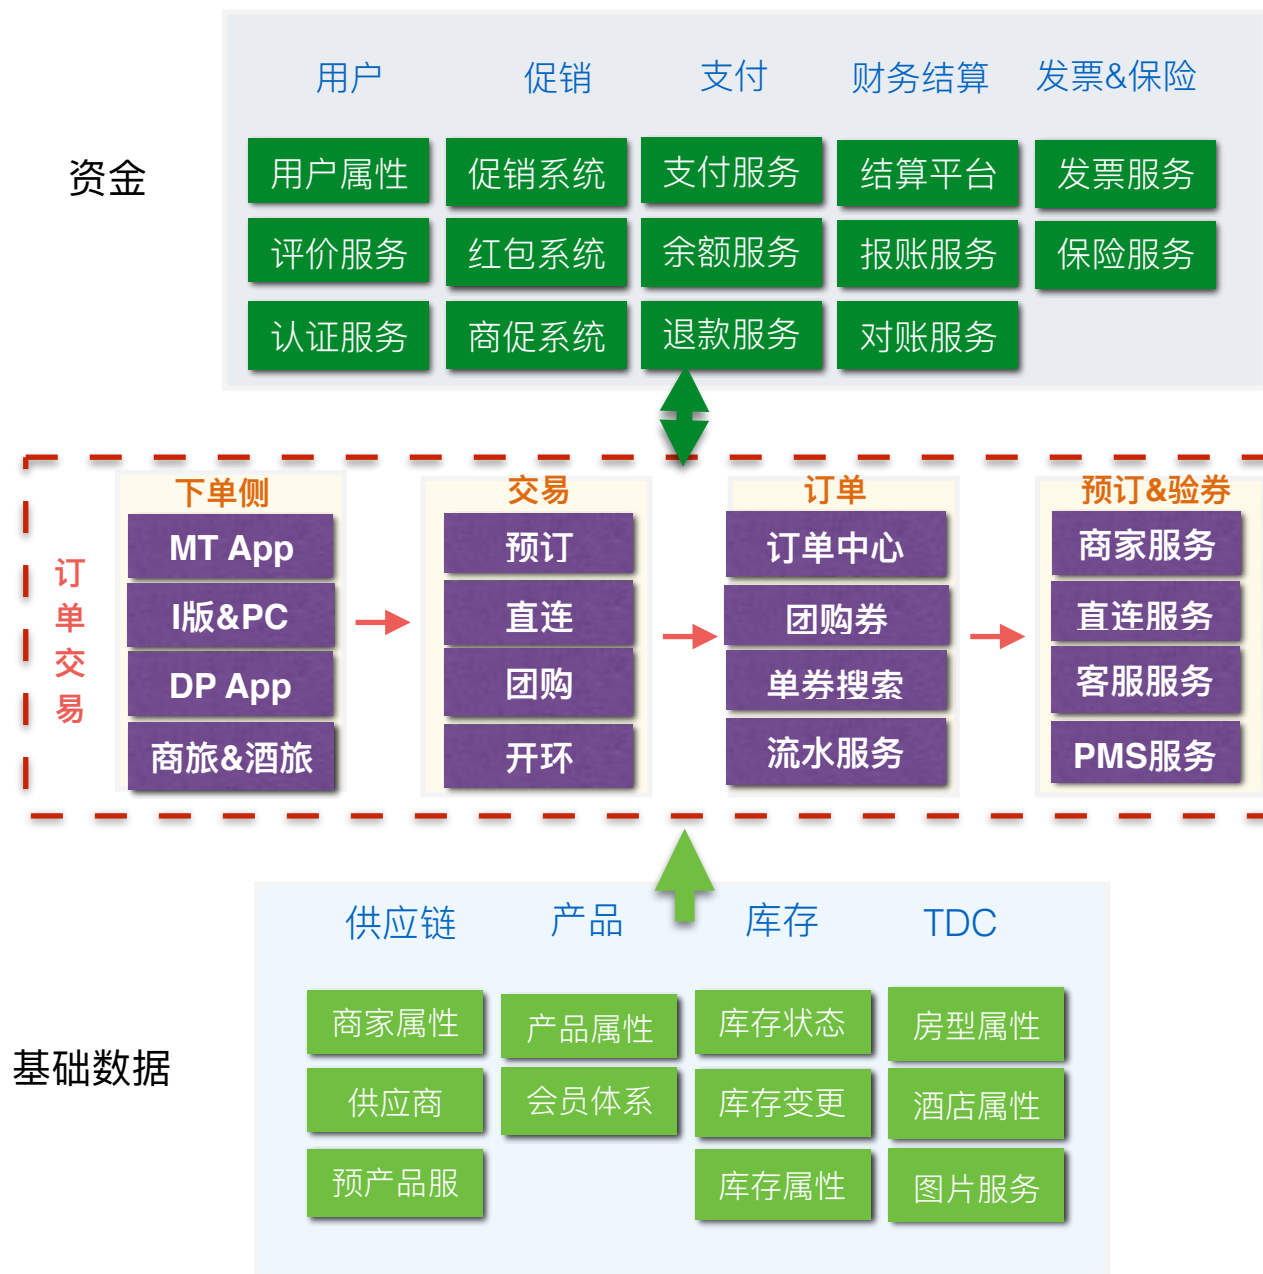 用户
促销
支付
财务结算
发票&保险
资金
用户属性
促销系统
支付服务
结算平台
发票服务
评价服务
红包系统
余额服务
报账服务
保险服务
认证服务
商促系统
退款服务
对账服务
订单交易
下单侧
MT App
I版&PC
DP App
商旅&酒旅
交易
预订
直连
团购
开环
订单
订单中心
团购券
单券搜索
流水服务
预订&验券
商家服务
直连服务
客服服务
PMS服务
基础数据
供应链
产品
库存
TDC
商家属性
产品属性
库存状态
房型属性
供应商
会员体系
库存变更
酒店属性
预产品服
库存属性
图片服务